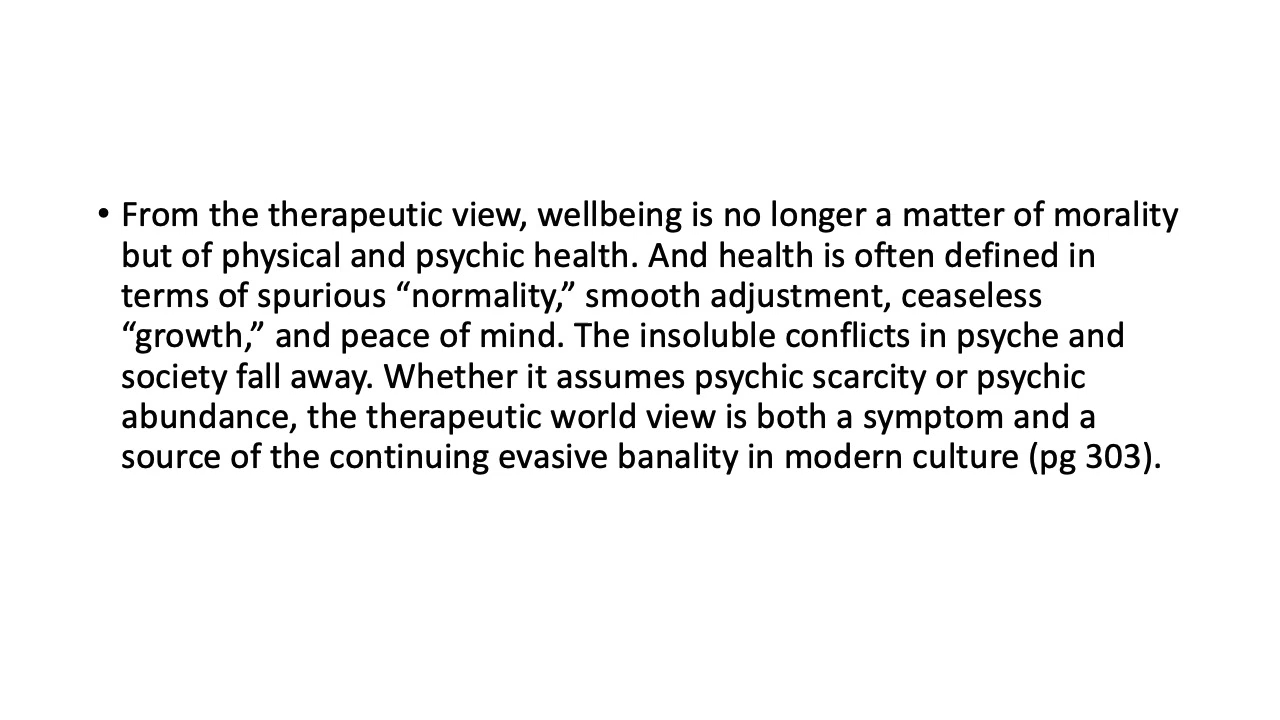 • From the therapeutic view, wellbeing is no longer a matter of morality
but of physical and psychic health. And health is often defined in
terms of spurious “normality,” smooth adjustment, ceaseless
“growth,” and peace of mind. The insoluble conflicts in psyche and
society fall away. Whether it assumes psychic scarcity or psychic
abundance, the therapeutic world view is both a symptom and a
source of the continuing evasive banality in modern culture (pg 303).